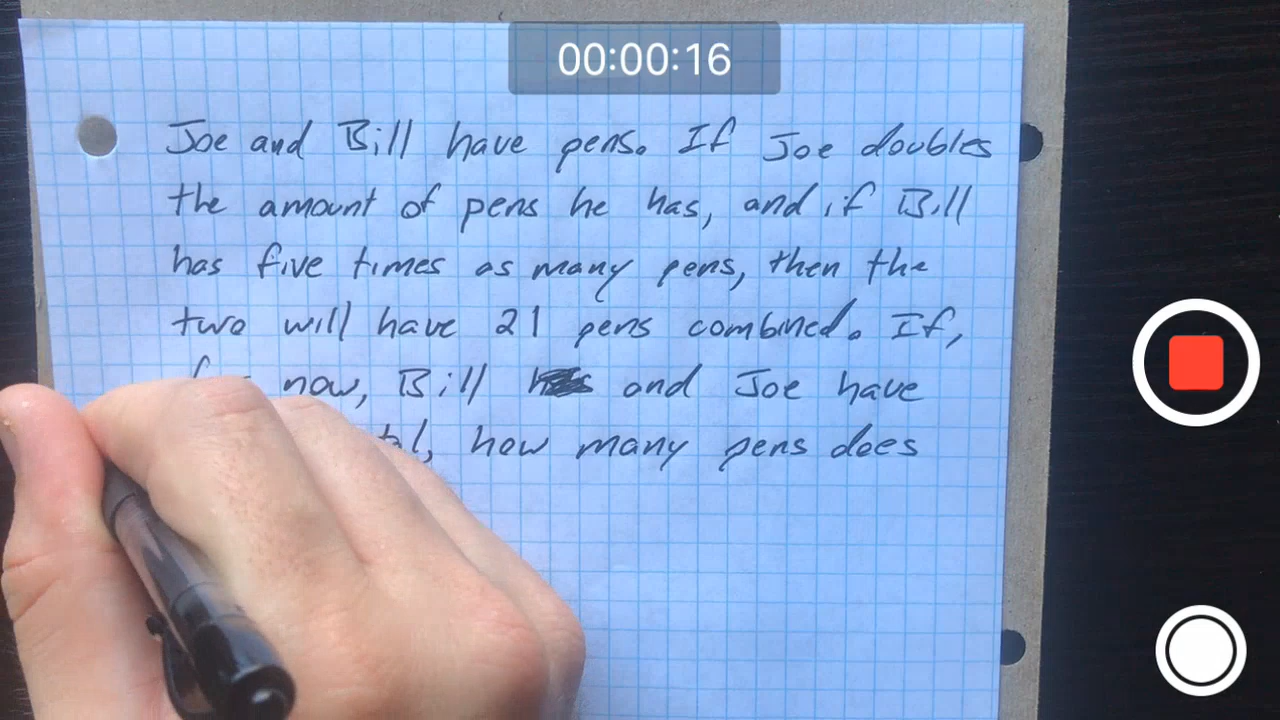 00:00:16
Joe and Bill have pens. If Joe doubles
the amount of pens he has, and if Bill
has five times as many pens, then the
two will have 21 pens combined. If,
now, Bill and Joe have
how many pens does